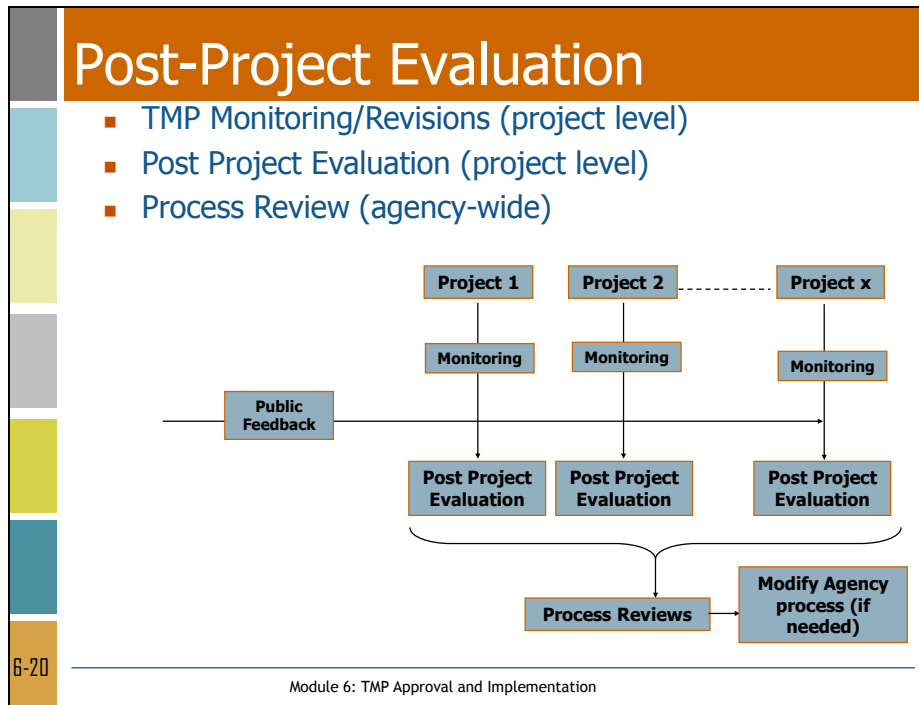 Post-Project Evaluation
TMP Monitoring/Revisions (project level)
Post Project Evaluation (project level)
Process Review (agency-wide)
Project 1
Project 2
Project x
Monitoring
Monitoring
Monitoring
Public
Feedback
Post Project
Evaluation
Post Project
Evaluation
Post Project
Evaluation
Process Reviews
Modify Agency
process (if
needed)
6-20
Module 6: TMP Approval and Implementation